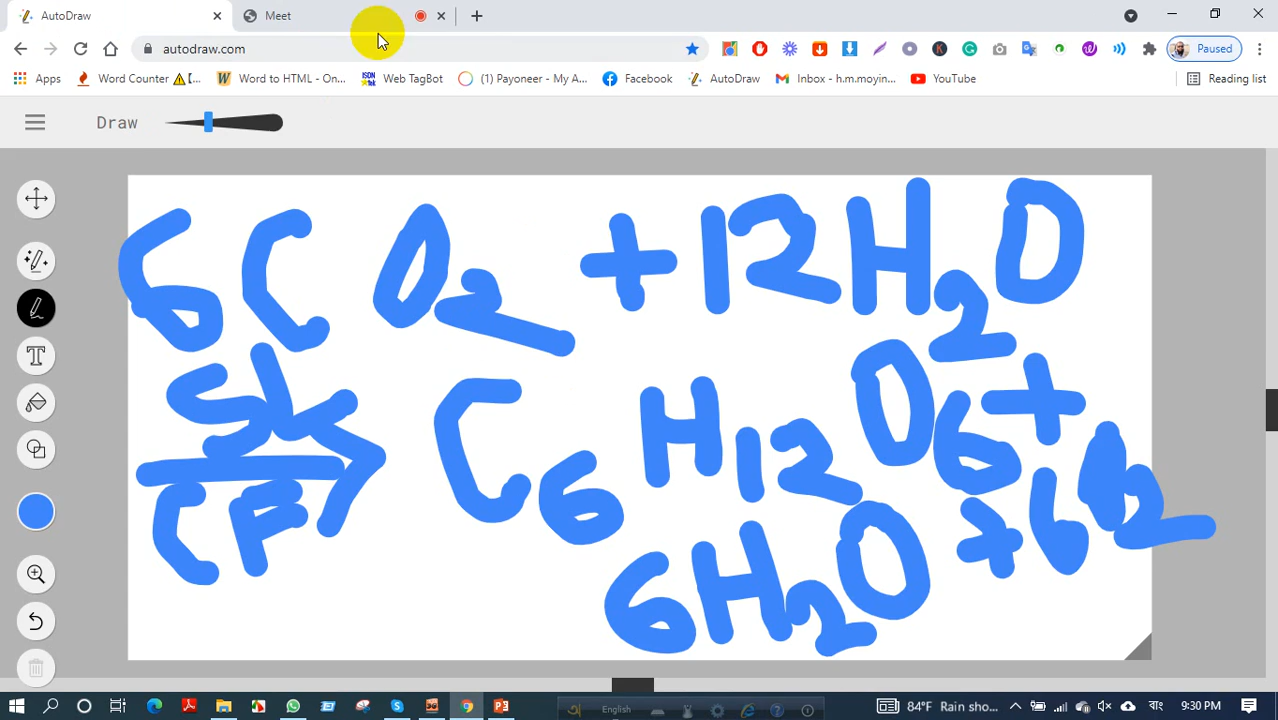 AutoDraw
Meet
autodraw.com
Paused
Apps
Word Counter
[...
Word to HTML - On...
Web TagBot
(1) Payoneer - My A...
Facebook
AutoDraw
Inbox - h.m.moyin...
YouTube
Reading list
Draw
6CO2 + 12H2O
C6H12O6 +
6H2O + 6O2
English
84°F Rain sho...
9:30 PM